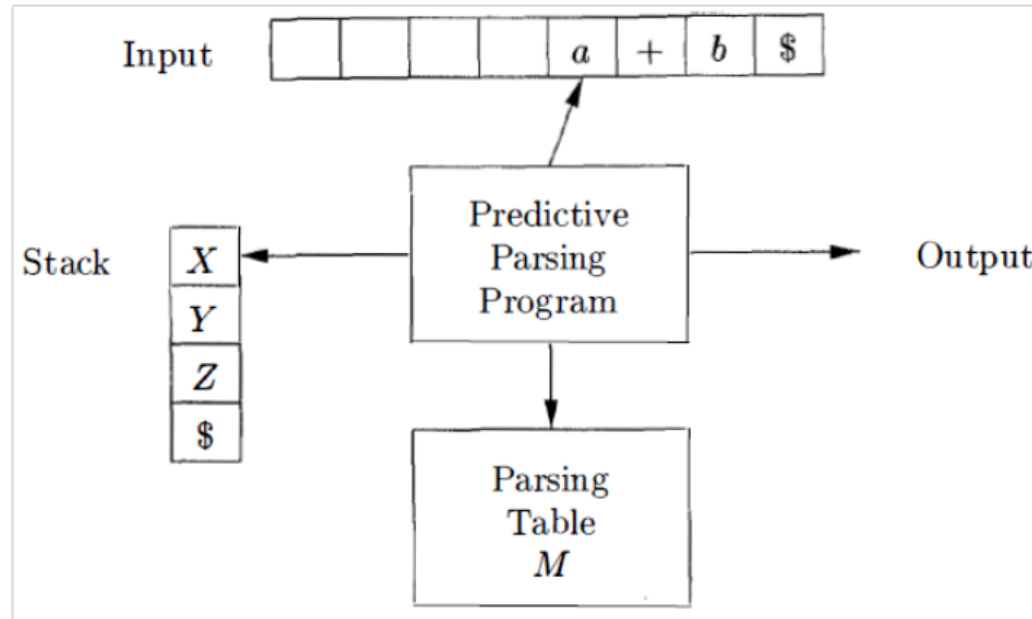 Input
a + b $
Predictive
Parsing
Program
Stack
X
Y
Z
$
Output
Parsing
Table
M